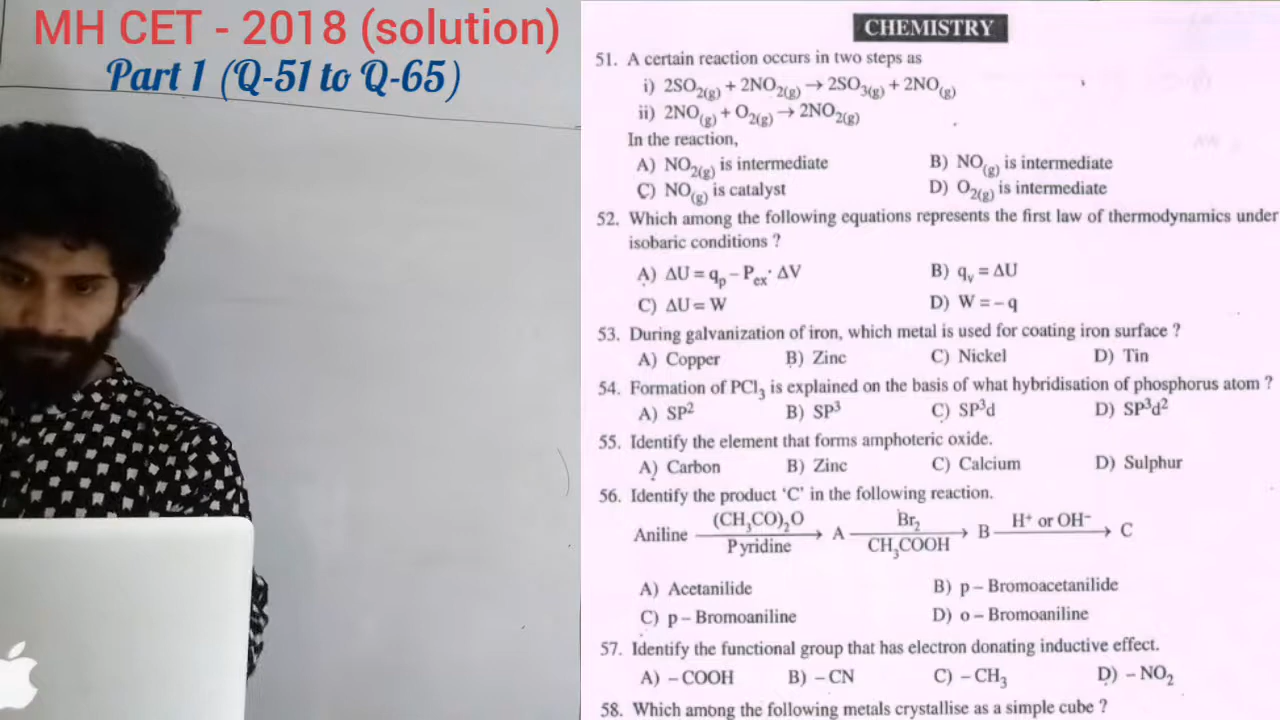 MH CET - 2018 (solution)
Part 1 (Q-51 to Q-65)
CHEMISTRY
51. A certain reaction occurs in two steps as
i) 2SO₂(g) + 2NO₂(g) → 2SO₃(g) + 2NO(g)
ii) 2NO(g) + O₂(g) → 2NO₂(g)
In the reaction,
A) NO₂(g) is intermediate B) NO(g) is intermediate
C) NO(g) is catalyst D) O₂(g) is intermediate
52. Which among the following equations represents the first law of thermodynamics under
isobaric conditions ?
A) ΔU = qₚ – Pₑₓ· ΔV B) qᵥ = ΔU
C) ΔU = W D) W = – q
53. During galvanization of iron, which metal is used for coating iron surface ?
A) Copper B) Zinc C) Nickel D) Tin
54. Formation of PCl₃ is explained on the basis of what hybridisation of phosphorus atom ?
A) SP² B) SP³ C) SP³d D) SP³d²
55. Identify the element that forms amphoteric oxide.
A) Carbon B) Zinc C) Calcium D) Sulphur
56. Identify the product ‘C’ in the following reaction.
(CH₃CO)₂O Br₂ H⁺ or OH⁻
Aniline → A → B → C
Pyridine CH₃COOH
A) Acetanilide B) p – Bromoacetanilide
C) p – Bromoaniline D) o – Bromoaniline
57. Identify the functional group that has electron donating inductive effect.
A) – COOH B) – CN C) – CH₃ D) – NO₂
58. Which among the following metals crystallise as a simple cube ?